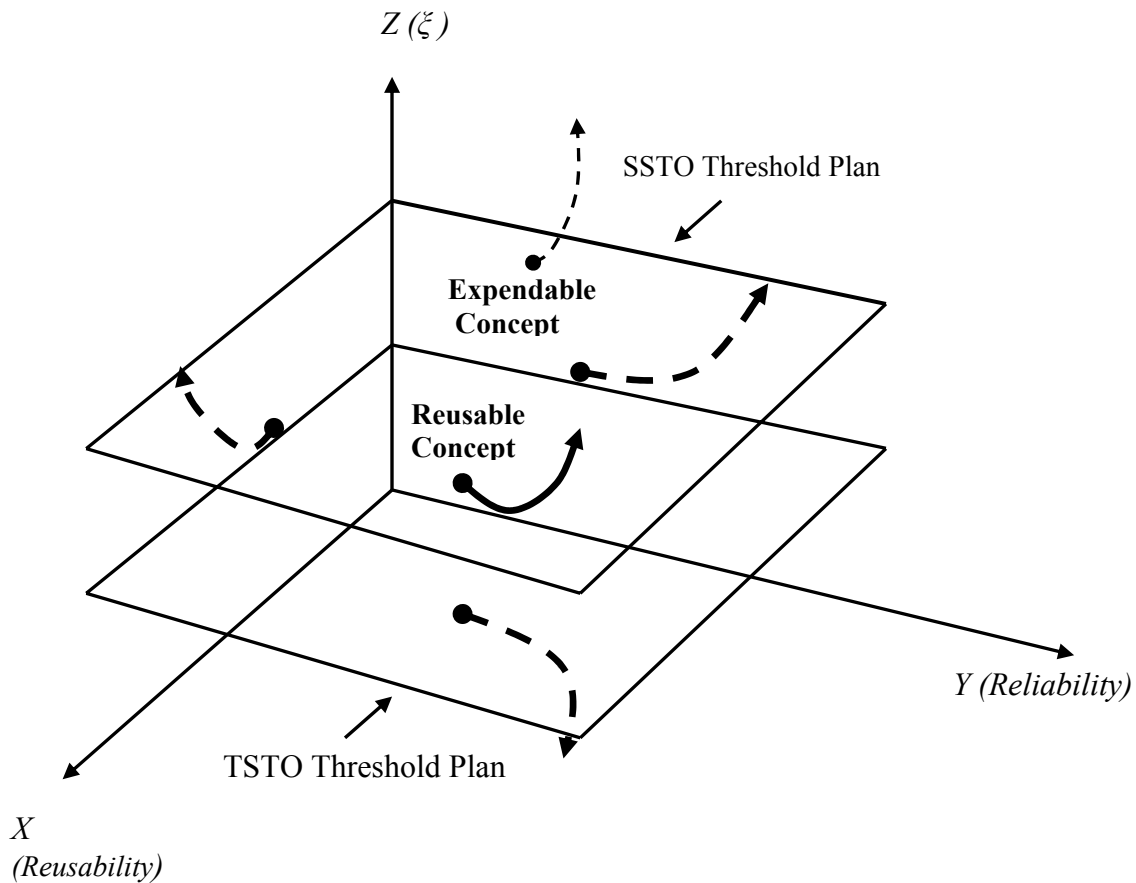 Z (ξ )
SSTO Threshold Plan
Expendable
Concept
Reusable
Concept
Y (Reliability)
TSTO Threshold Plan
X
(Reusability)